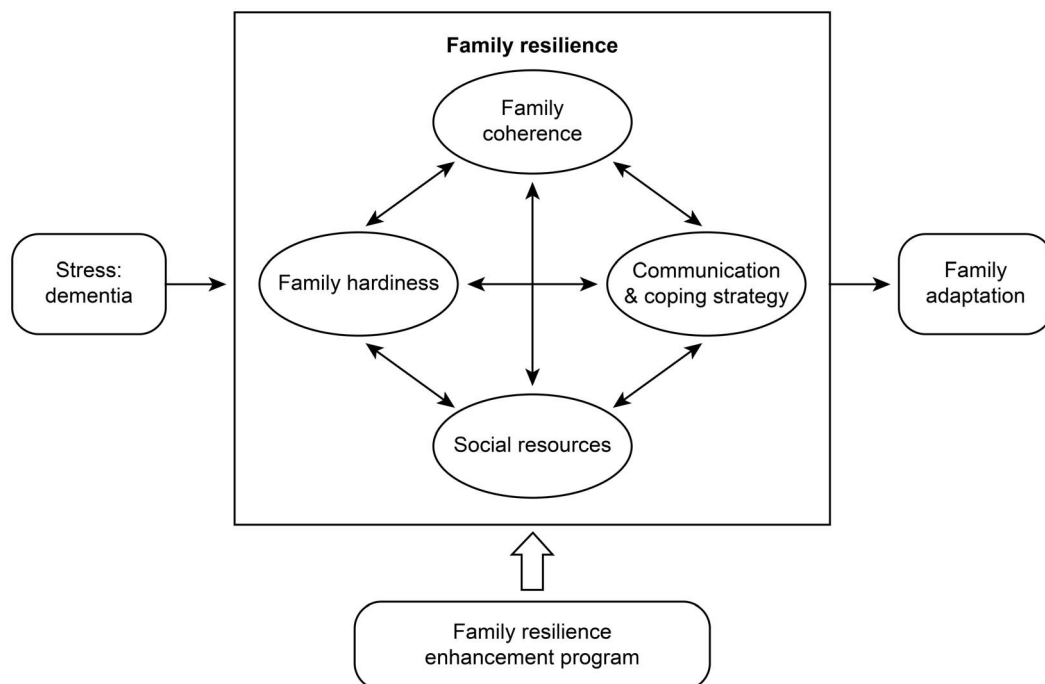 Family resilience
Family
coherence
Stress:
dementia
Family hardiness
Communication
& coping strategy
Family
adaptation
Social resources
Family resilience
enhancement program